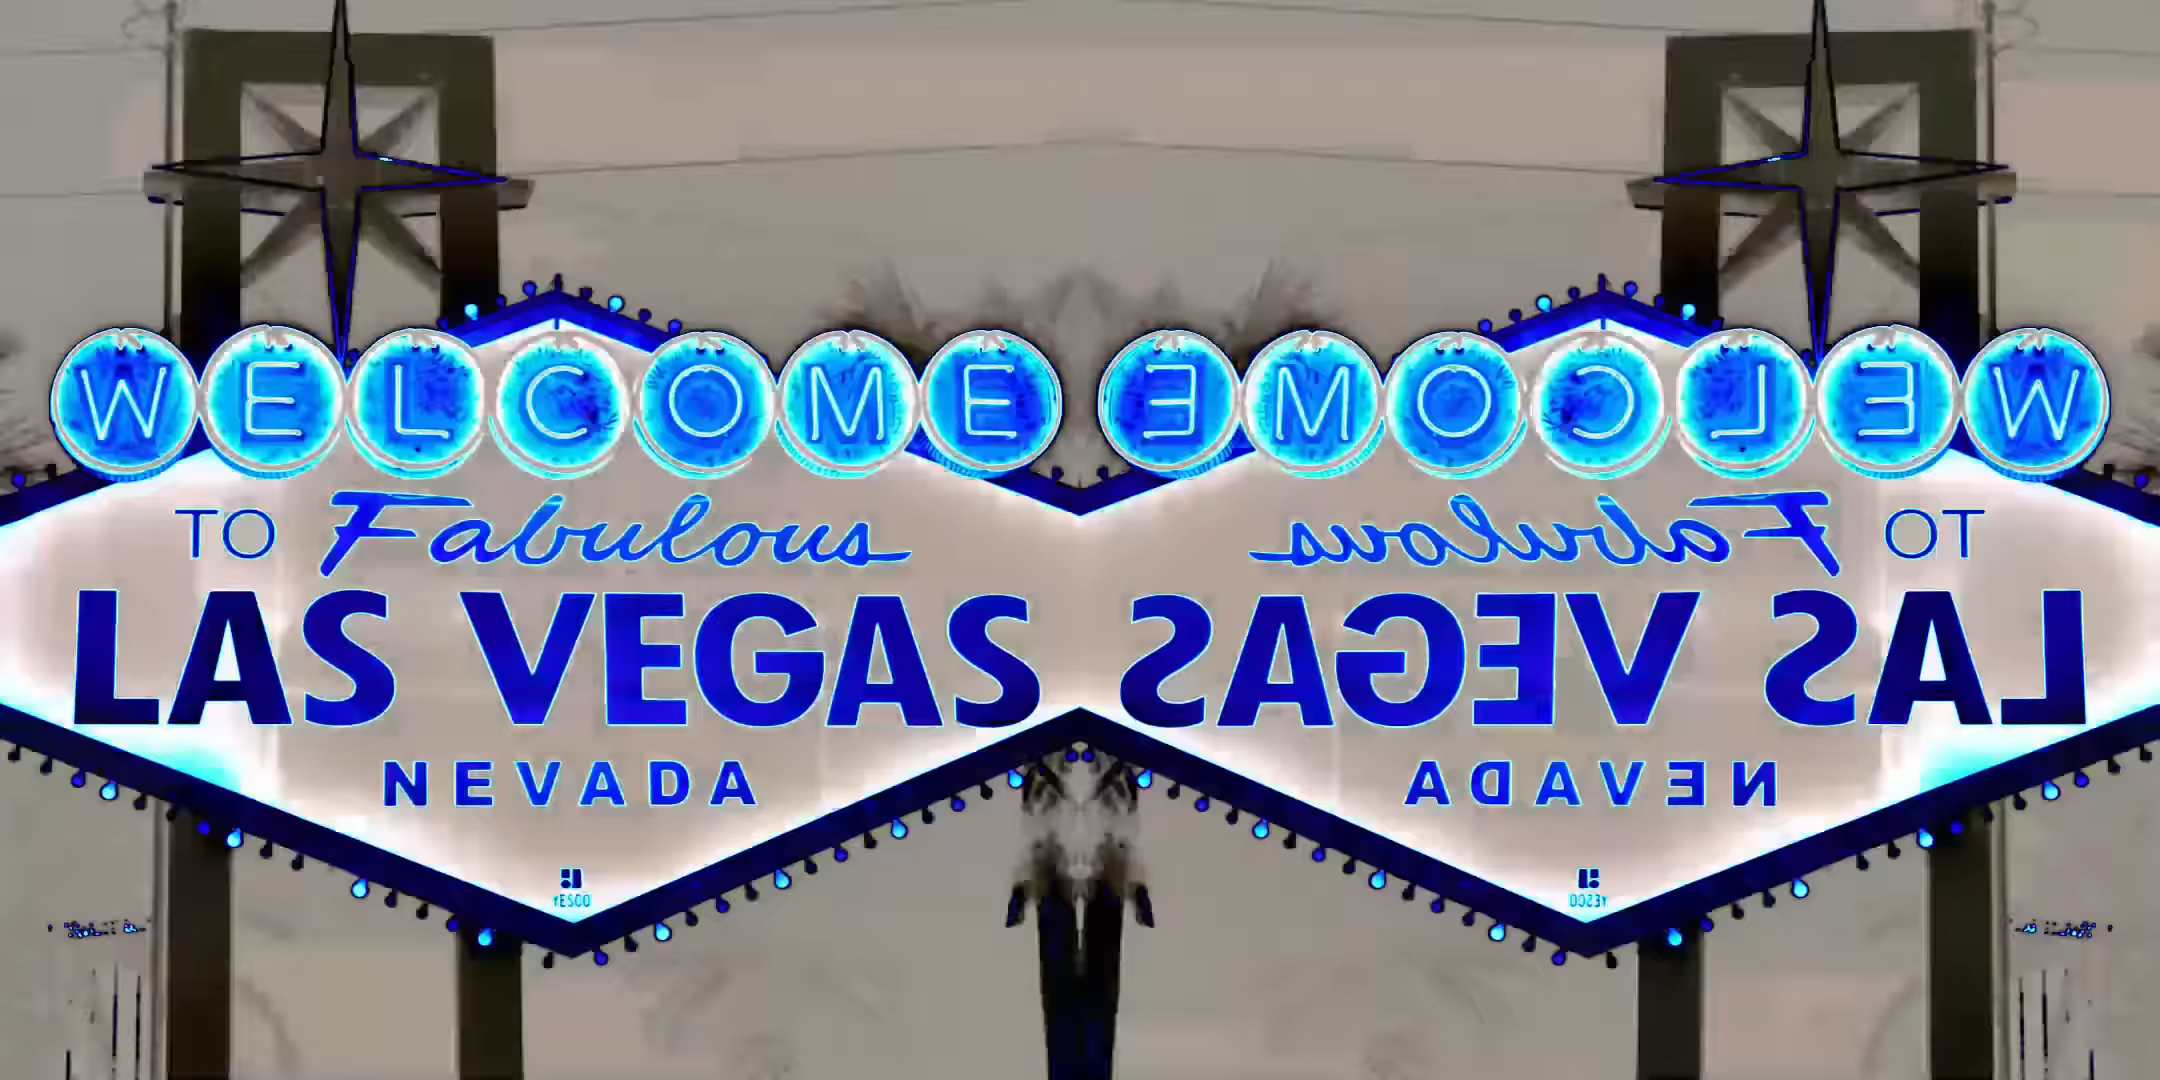 WELCOME
TO Fabulous
LAS VEGAS
NEVADA
YESCO
WELCOME
TO Fabulous
LAS VEGAS
NEVADA
YESCO